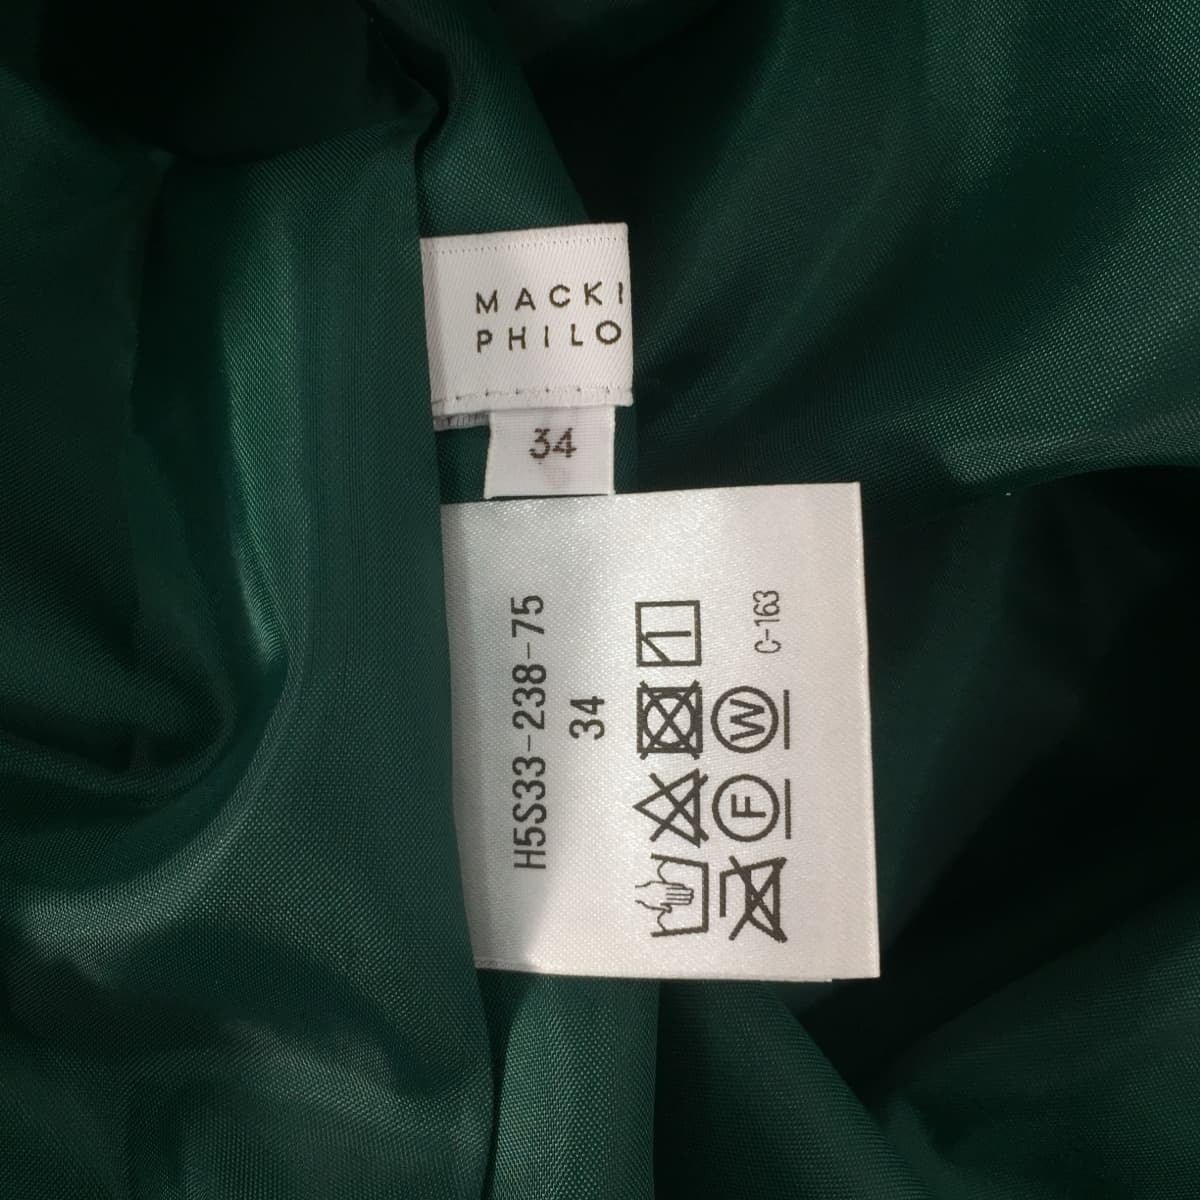 MACKI
PHILO
34
H5S33-238-75
34
F W
C-163